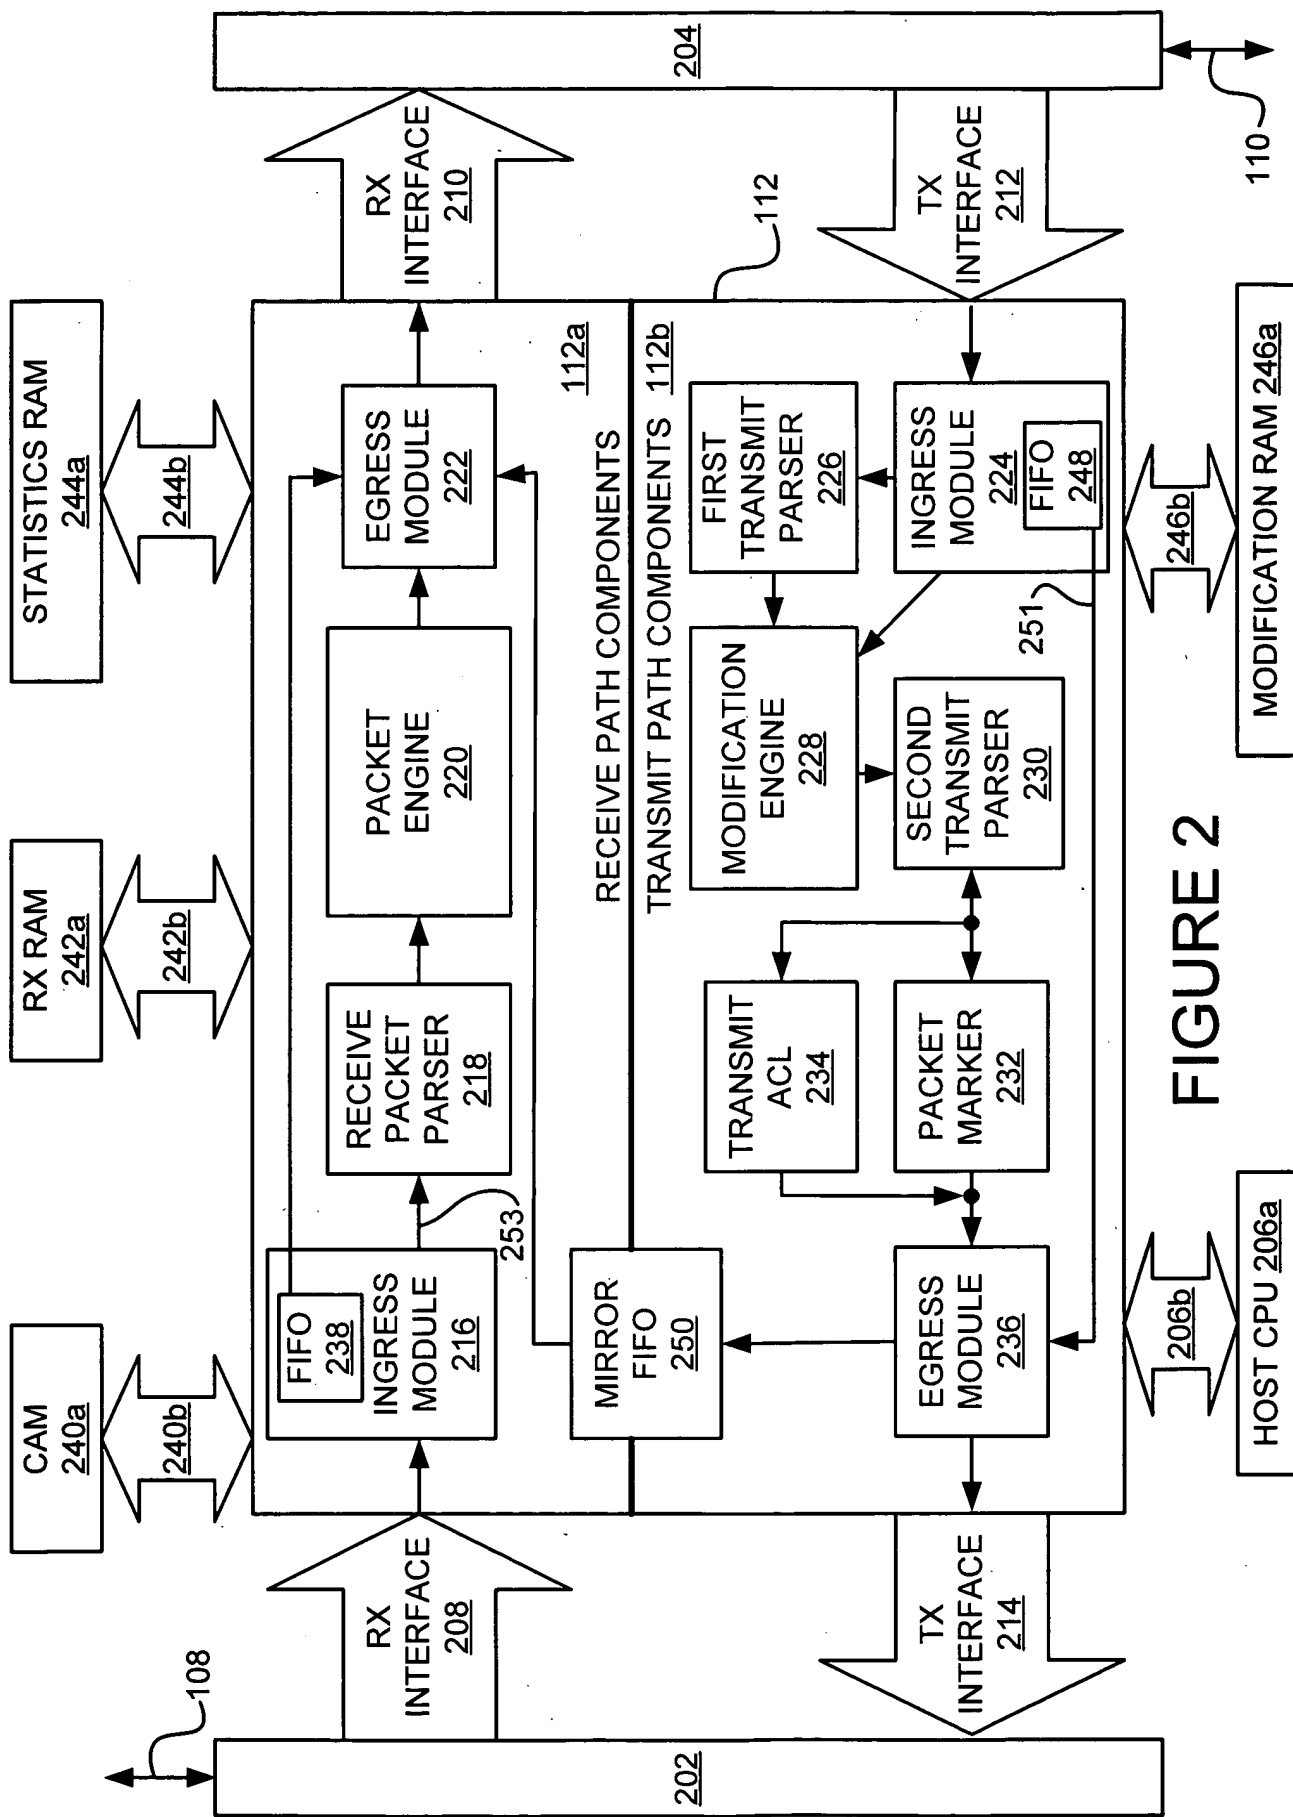 CAM
240a
RX RAM
242a
STATISTICS RAM
244a
240b
242b
244b
108
202
RX
INTERFACE
208
FIFO
238
INGRESS
MODULE
216
253
RECEIVE
PACKET
PARSER
218
PACKET
ENGINE
220
EGRESS
MODULE
222
112a
RX
INTERFACE
210
204
RECEIVE PATH COMPONENTS
TRANSMIT PATH COMPONENTS
112b
112
MIRROR
FIFO
250
TRANSMIT
ACL
234
MODIFICATION
ENGINE
228
FIRST
TRANSMIT
PARSER
226
TX
INTERFACE
214
EGRESS
MODULE
236
PACKET
MARKER
232
SECOND
TRANSMIT
PARSER
230
INGRESS
MODULE
224
FIFO
248
251
TX
INTERFACE
212
110
206b
246b
HOST CPU 206a
MODIFICATION RAM 246a
FIGURE 2